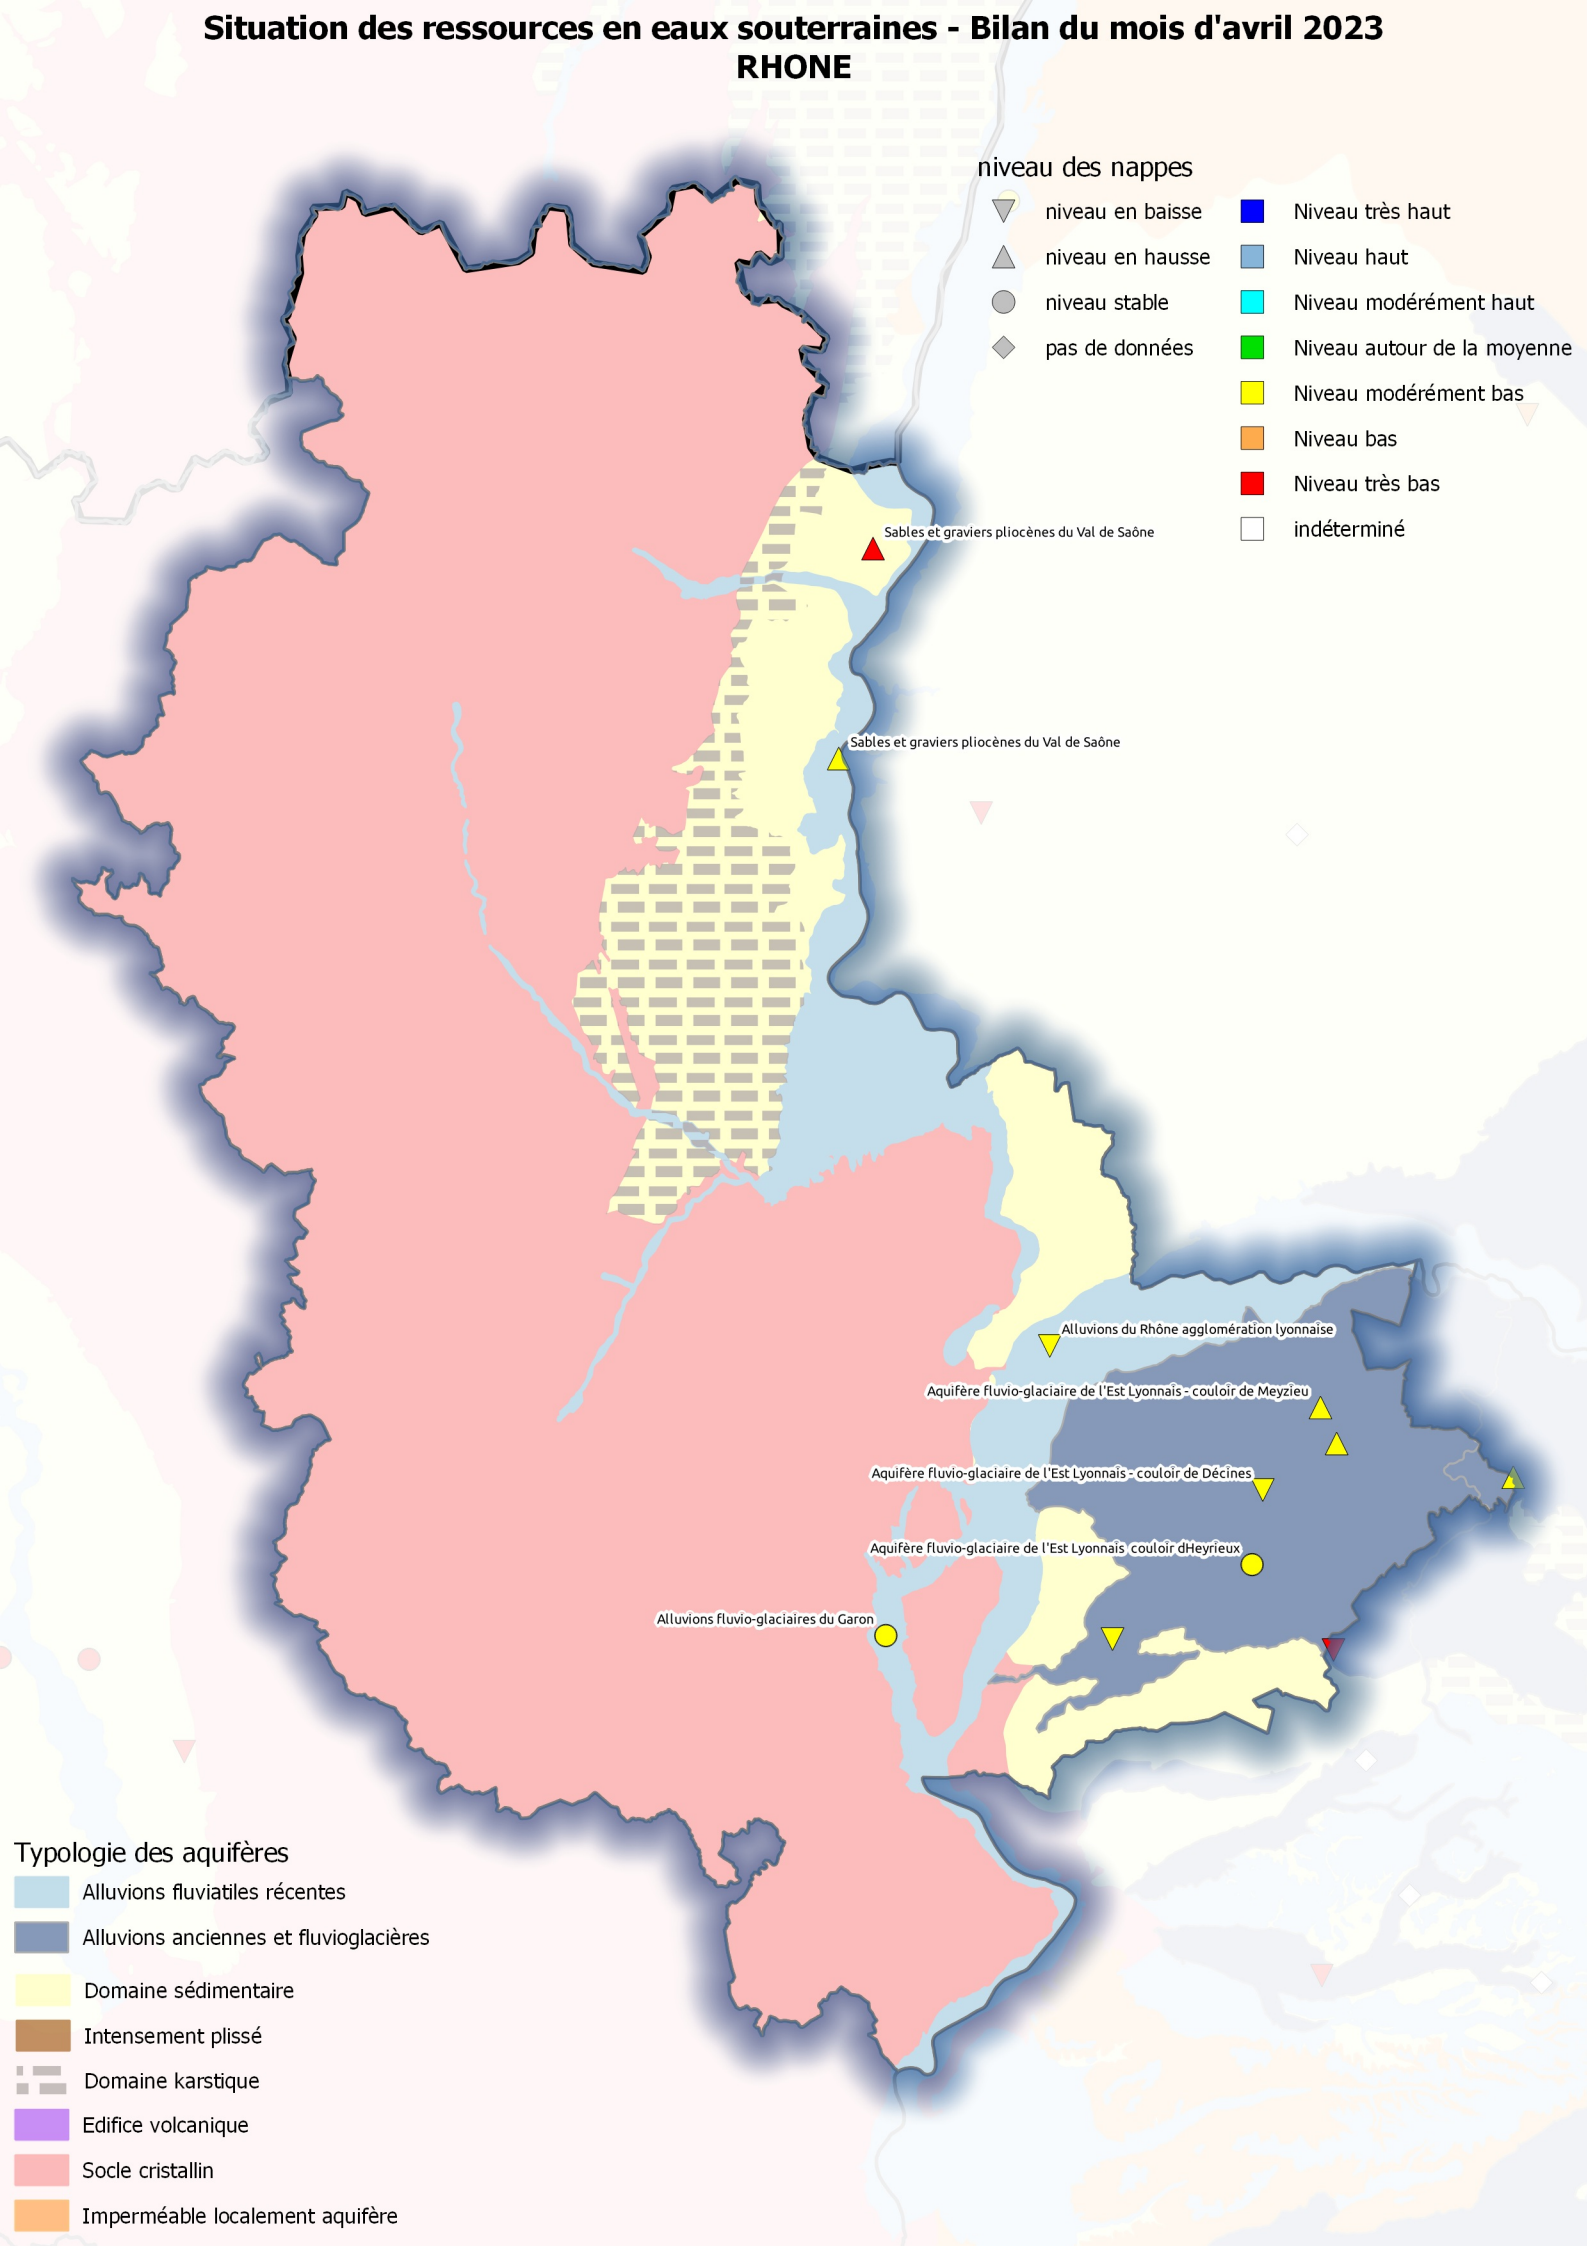 Situation des ressources en eaux souterraines - Bilan du mois d'avril 2023
RHONE
niveau des nappes
niveau en baisse
niveau en hausse
niveau stable
pas de données
Niveau très haut
Niveau haut
Niveau modérément haut
Niveau autour de la moyenne
Niveau modérément bas
Niveau bas
Niveau très bas
indéterminé
Sables et graviers pliocènes du Val de Saône
Sables et graviers pliocènes du Val de Saône
Alluvions du Rhône agglomération lyonnaise
Aquifère fluvio-glaciaire de l'Est Lyonnais - couloir de Meyzieu
Aquifère fluvio-glaciaire de l'Est Lyonnais - couloir de Décines
Aquifère fluvio-glaciaire de l'Est Lyonnais couloir dHeyrieux
Alluvions fluvio-glaciaires du Garon
Typologie des aquifères
Alluvions fluviatiles récentes
Alluvions anciennes et fluvioglacières
Domaine sédimentaire
Intensement plissé
Domaine karstique
Edifice volcanique
Socle cristallin
Imperméable localement aquifère